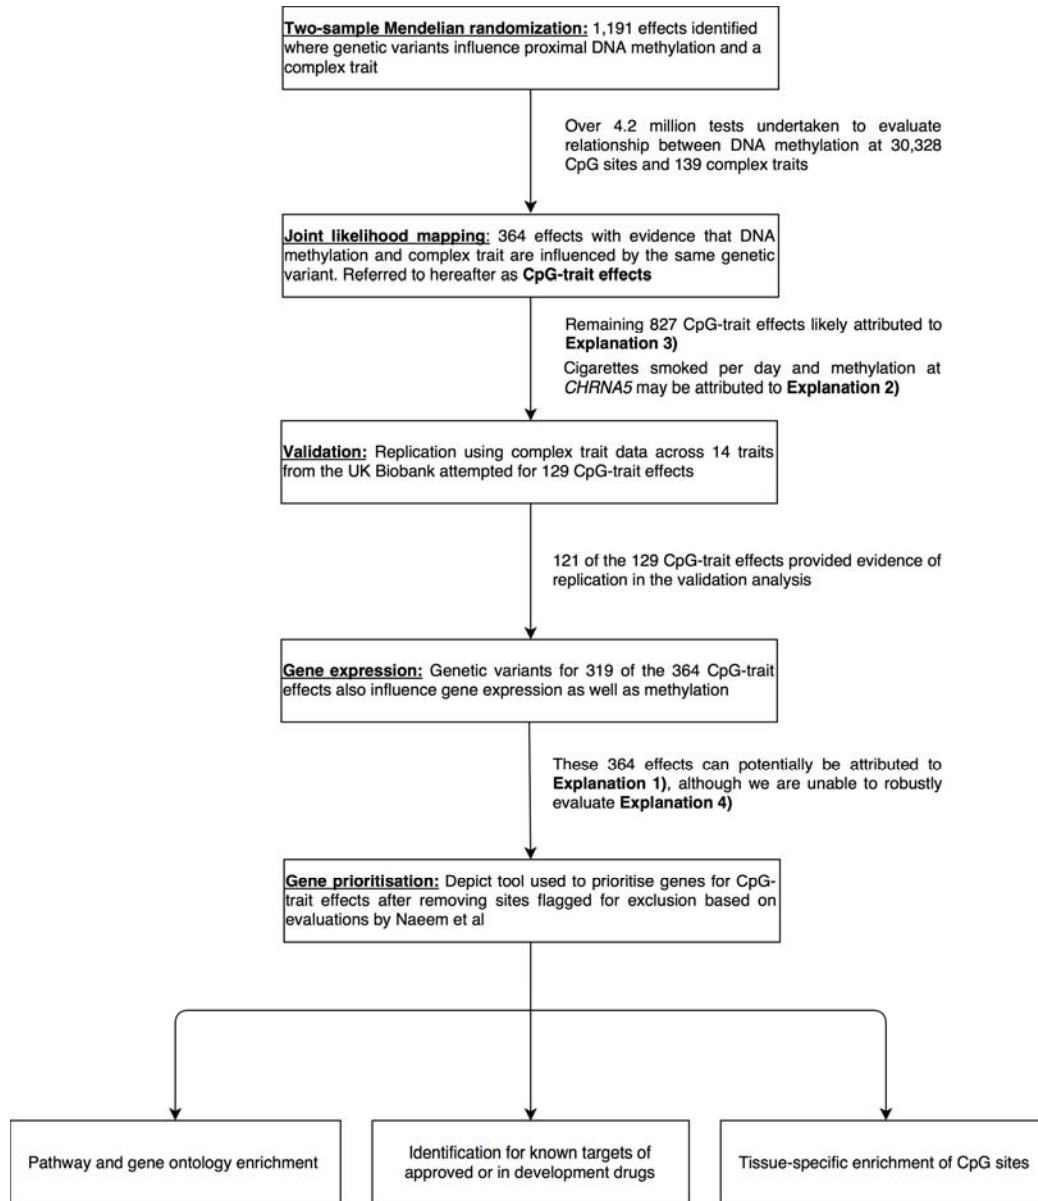 Two-sample Mendelian randomization: 1,191 effects identified
where genetic variants influence proximal DNA methylation and a
complex trait
Over 4.2 million tests undertaken to evaluate
relationship between DNA methylation at 30,328
CpG sites and 139 complex traits
Joint likelihood mapping: 364 effects with evidence that DNA
methylation and complex trait are influenced by the same genetic
variant. Referred to hereafter as CpG-trait effects
Remaining 827 CpG-trait effects likely attributed to
Explanation 3)
Cigarettes smoked per day and methylation at
CHRNA5 may be attributed to Explanation 2)
Validation: Replication using complex trait data across 14 traits
from the UK Biobank attempted for 129 CpG-trait effects
121 of the 129 CpG-trait effects provided evidence of
replication in the validation analysis
Gene expression: Genetic variants for 319 of the 364 CpG-trait
effects also influence gene expression as well as methylation
These 364 effects can potentially be attributed to
Explanation 1), although we are unable to robustly
evaluate Explanation 4)
Gene prioritisation: Depict tool used to prioritise genes for CpG-
trait effects after removing sites flagged for exclusion based on
evaluations by Naeem et al
Pathway and gene ontology enrichment
Identification for known targets of
approved or in development drugs
Tissue-specific enrichment of CpG sites